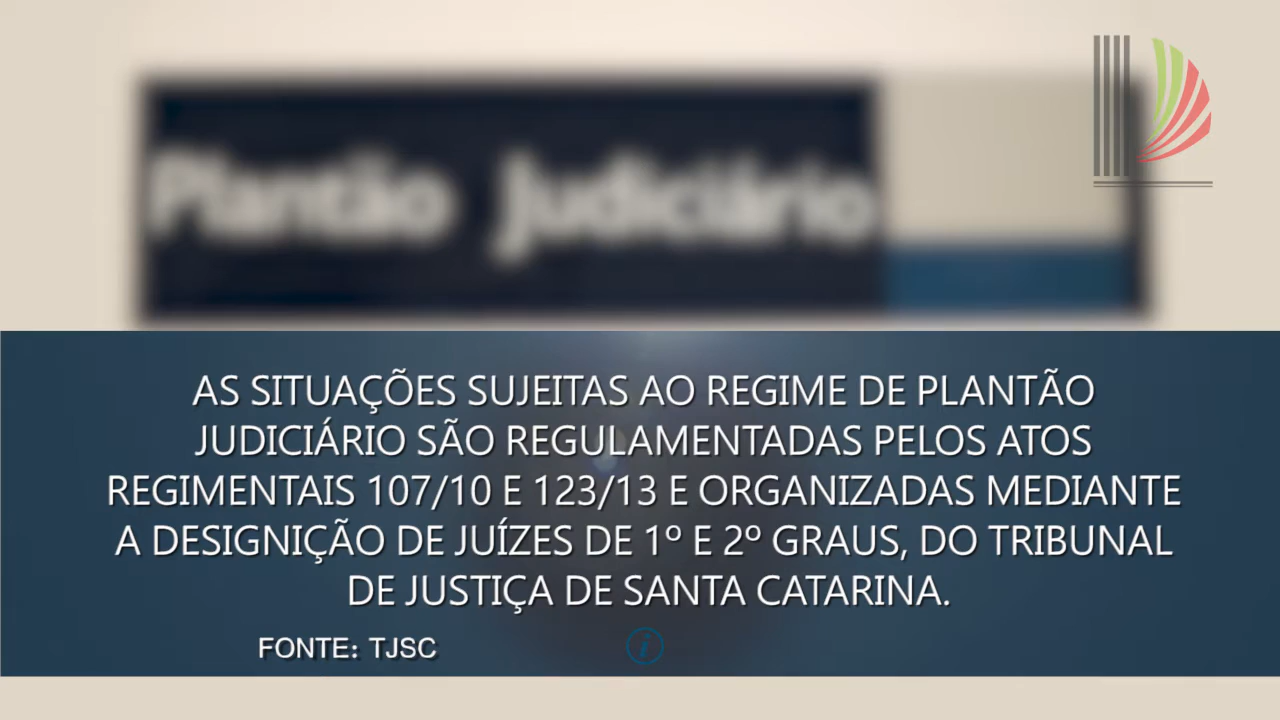 Plantão Judiciário
AS SITUAÇÕES SUJEITAS AO REGIME DE PLANTÃO
JUDICIÁRIO SÃO REGULAMENTADAS PELOS ATOS
REGIMENTAIS 107/10 E 123/13 E ORGANIZADAS MEDIANTE
A DESIGNIÇÃO DE JUÍZES DE 1º E 2º GRAUS, DO TRIBUNAL
DE JUSTIÇA DE SANTA CATARINA.
FONTE: TJSC
i